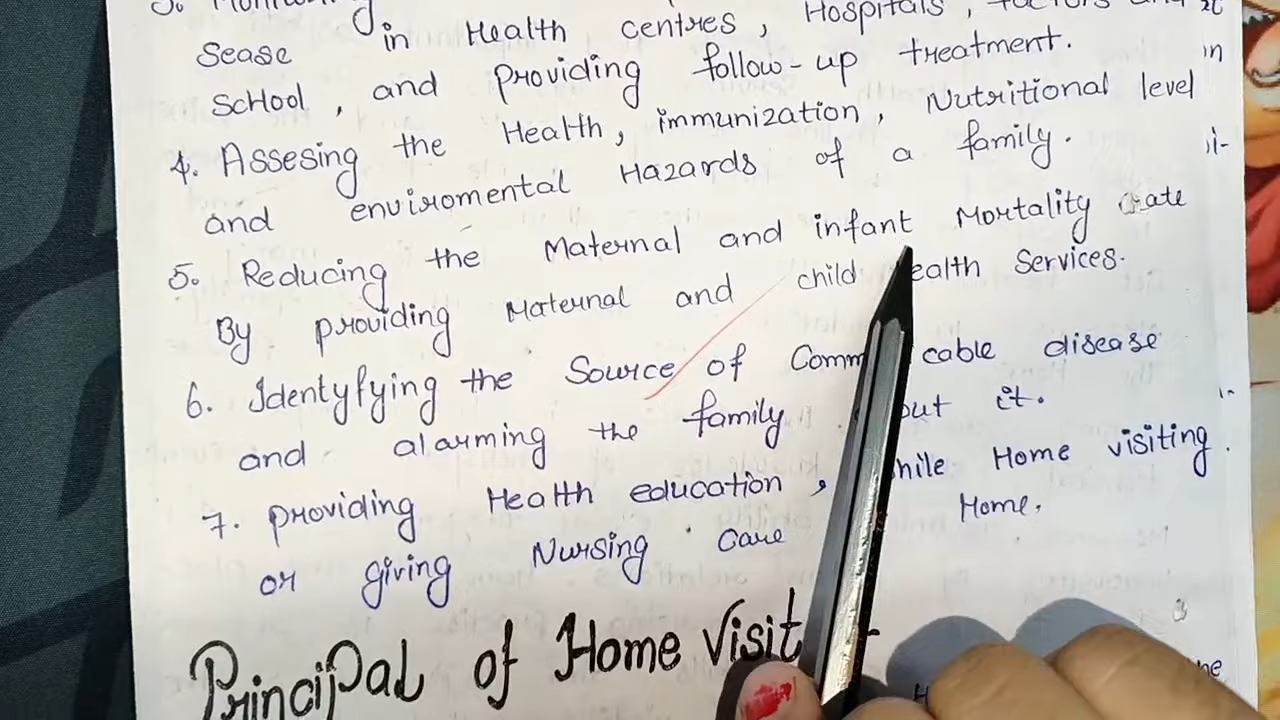 in Health centres, Hospitals,
sease
school, and providing follow-up treatment.
4. Assesing the Health, immunization, Nutritional level
and enviromental Hazards of a family.
5. Reducing the Maternal and infant Mortality rate
By providing Maternal and child ealth Services.
6. Identyfying the Source of Comm cable disease
and alarming the family out it.
7. providing Health education, hile Home visiting.
or giving Nursing care Home.
Principal of Home Visit